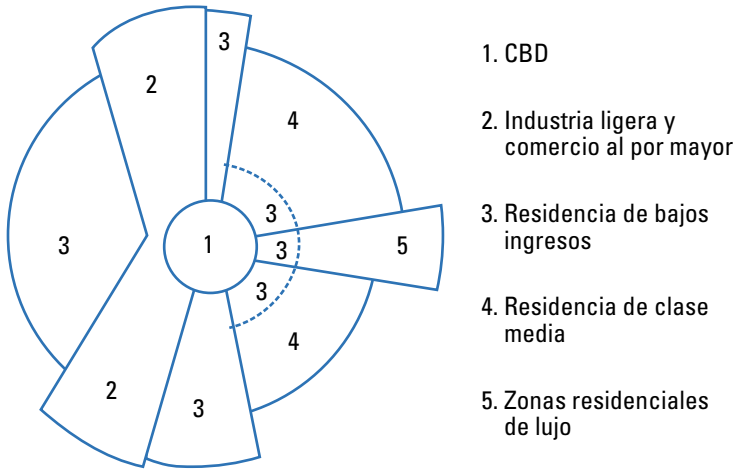 3
2
4
3
3
1
3
5
3
4
2
3
1. CBD
2. Industria ligera y
comercio al por mayor
3. Residencia de bajos
ingresos
4. Residencia de clase
media
5. Zonas residenciales
de lujo